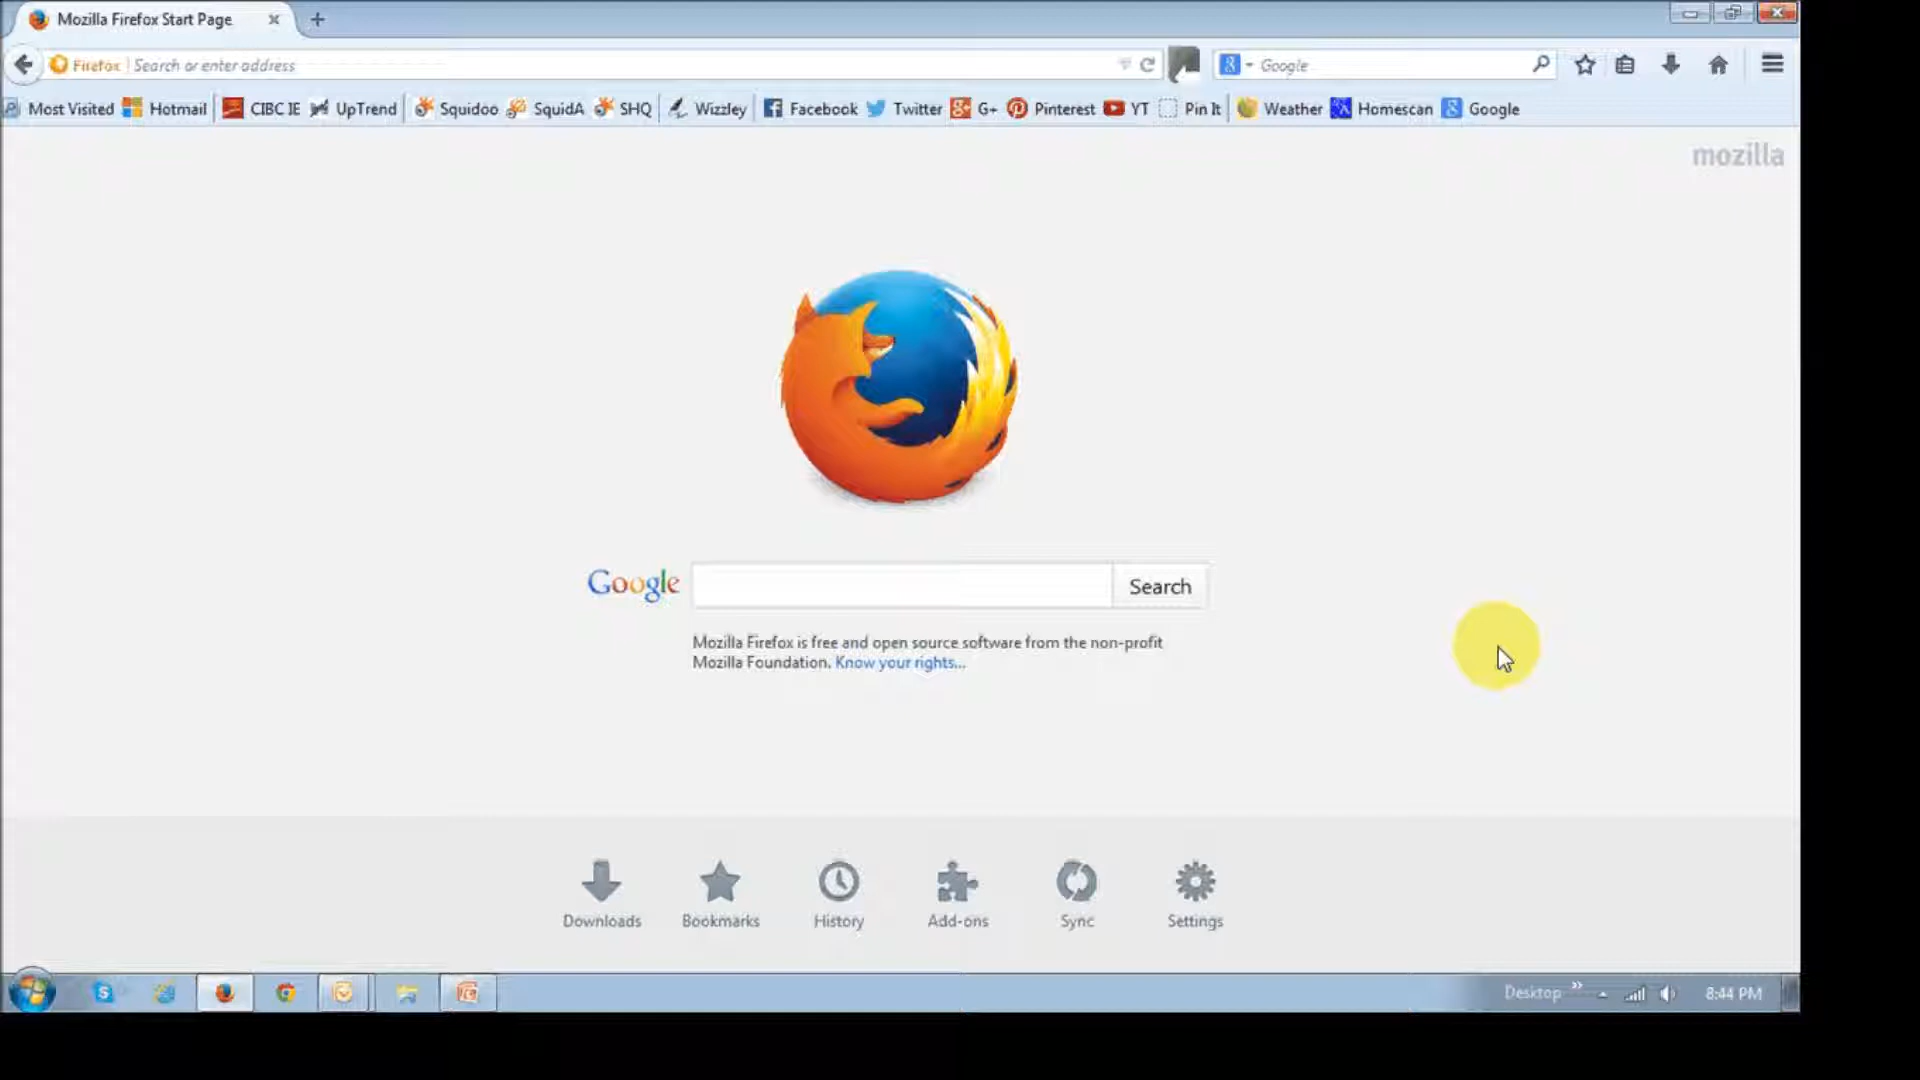 Mozilla Firefox Start Page
Firefox Search or enter address
Google
Most Visited Hotmail CIBC IE UpTrend Squidoo SquidA SHQ Wizzley Facebook Twitter G+ Pinterest YT Pin It Weather Homescan Google
mozilla
Google Search
Mozilla Firefox is free and open source software from the non-profit
Mozilla Foundation. Know your rights...
Downloads Bookmarks History Add-ons Sync Settings
Desktop » 8:44 PM